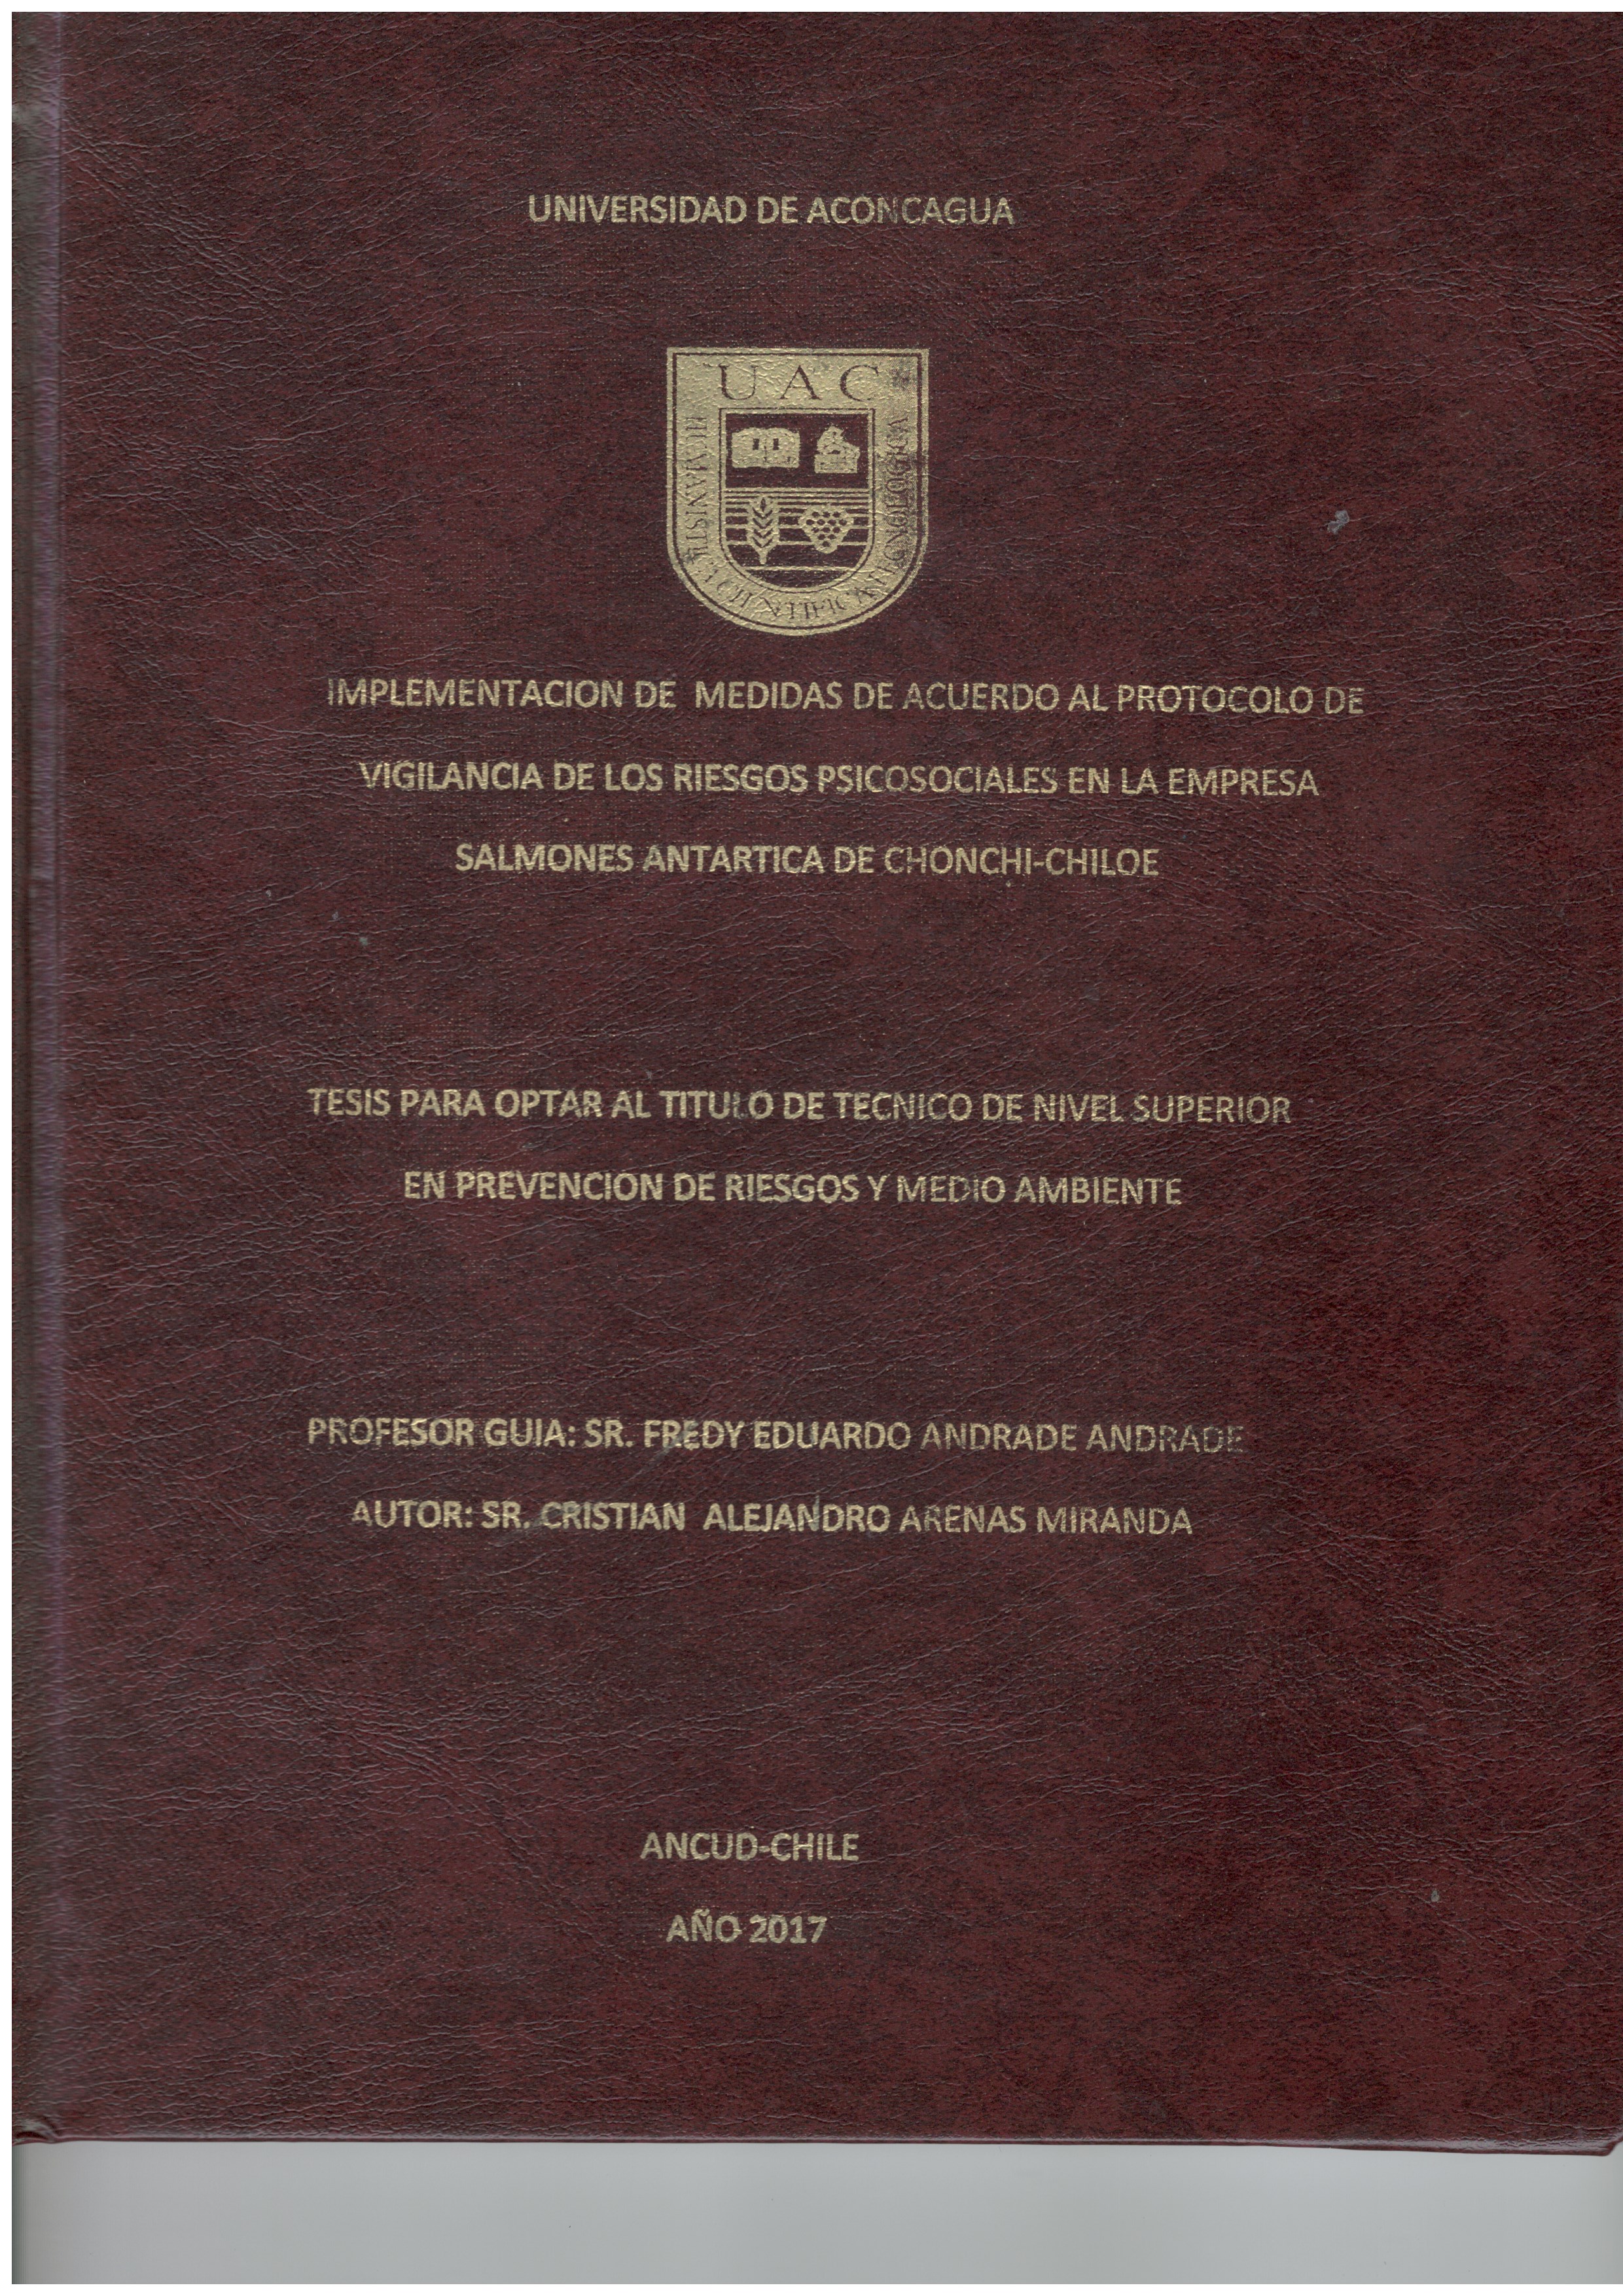 UNIVERSIDAD DE ACONCAGUA
UAC
HUMANISTICA CIENTIFICA TECNOLOGICA
IMPLEMENTACION DE MEDIDAS DE ACUERDO AL PROTOCOLO DE
VIGILANCIA DE LOS RIESGOS PSICOSOCIALES EN LA EMPRESA
SALMONES ANTARTICA DE CHONCHI-CHILOE
TESIS PARA OPTAR AL TITULO DE TECNICO DE NIVEL SUPERIOR
EN PREVENCION DE RIESGOS Y MEDIO AMBIENTE
PROFESOR GUIA: SR. FREDY EDUARDO ANDRADE ANDRADE
AUTOR: SR. CRISTIAN ALEJANDRO ARENAS MIRANDA
ANCUD-CHILE
AÑO 2017